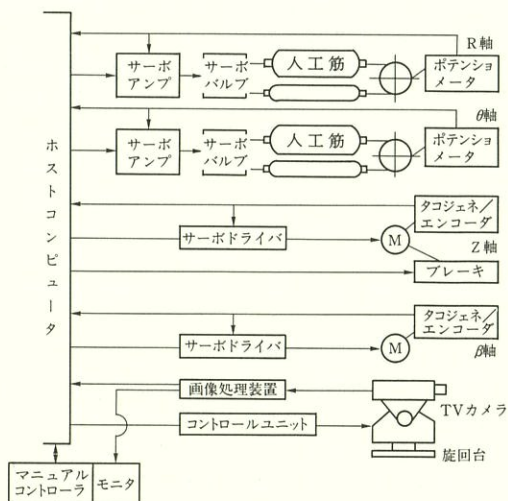 R軸
サーボ
アンプ
サーボ
バルブ
人工筋
ポテンショ
メータ
θ軸
サーボ
アンプ
サーボ
バルブ
人工筋
ポテンショ
メータ
ホストコンピュータ
タコジェネ/
エンコーダ
サーボドライバ
M
Z軸
ブレーキ
タコジェネ/
エンコーダ
サーボドライバ
M
β軸
画像処理装置
TVカメラ
コントロールユニット
旋回台
マニュアル
コントローラ
モニタ